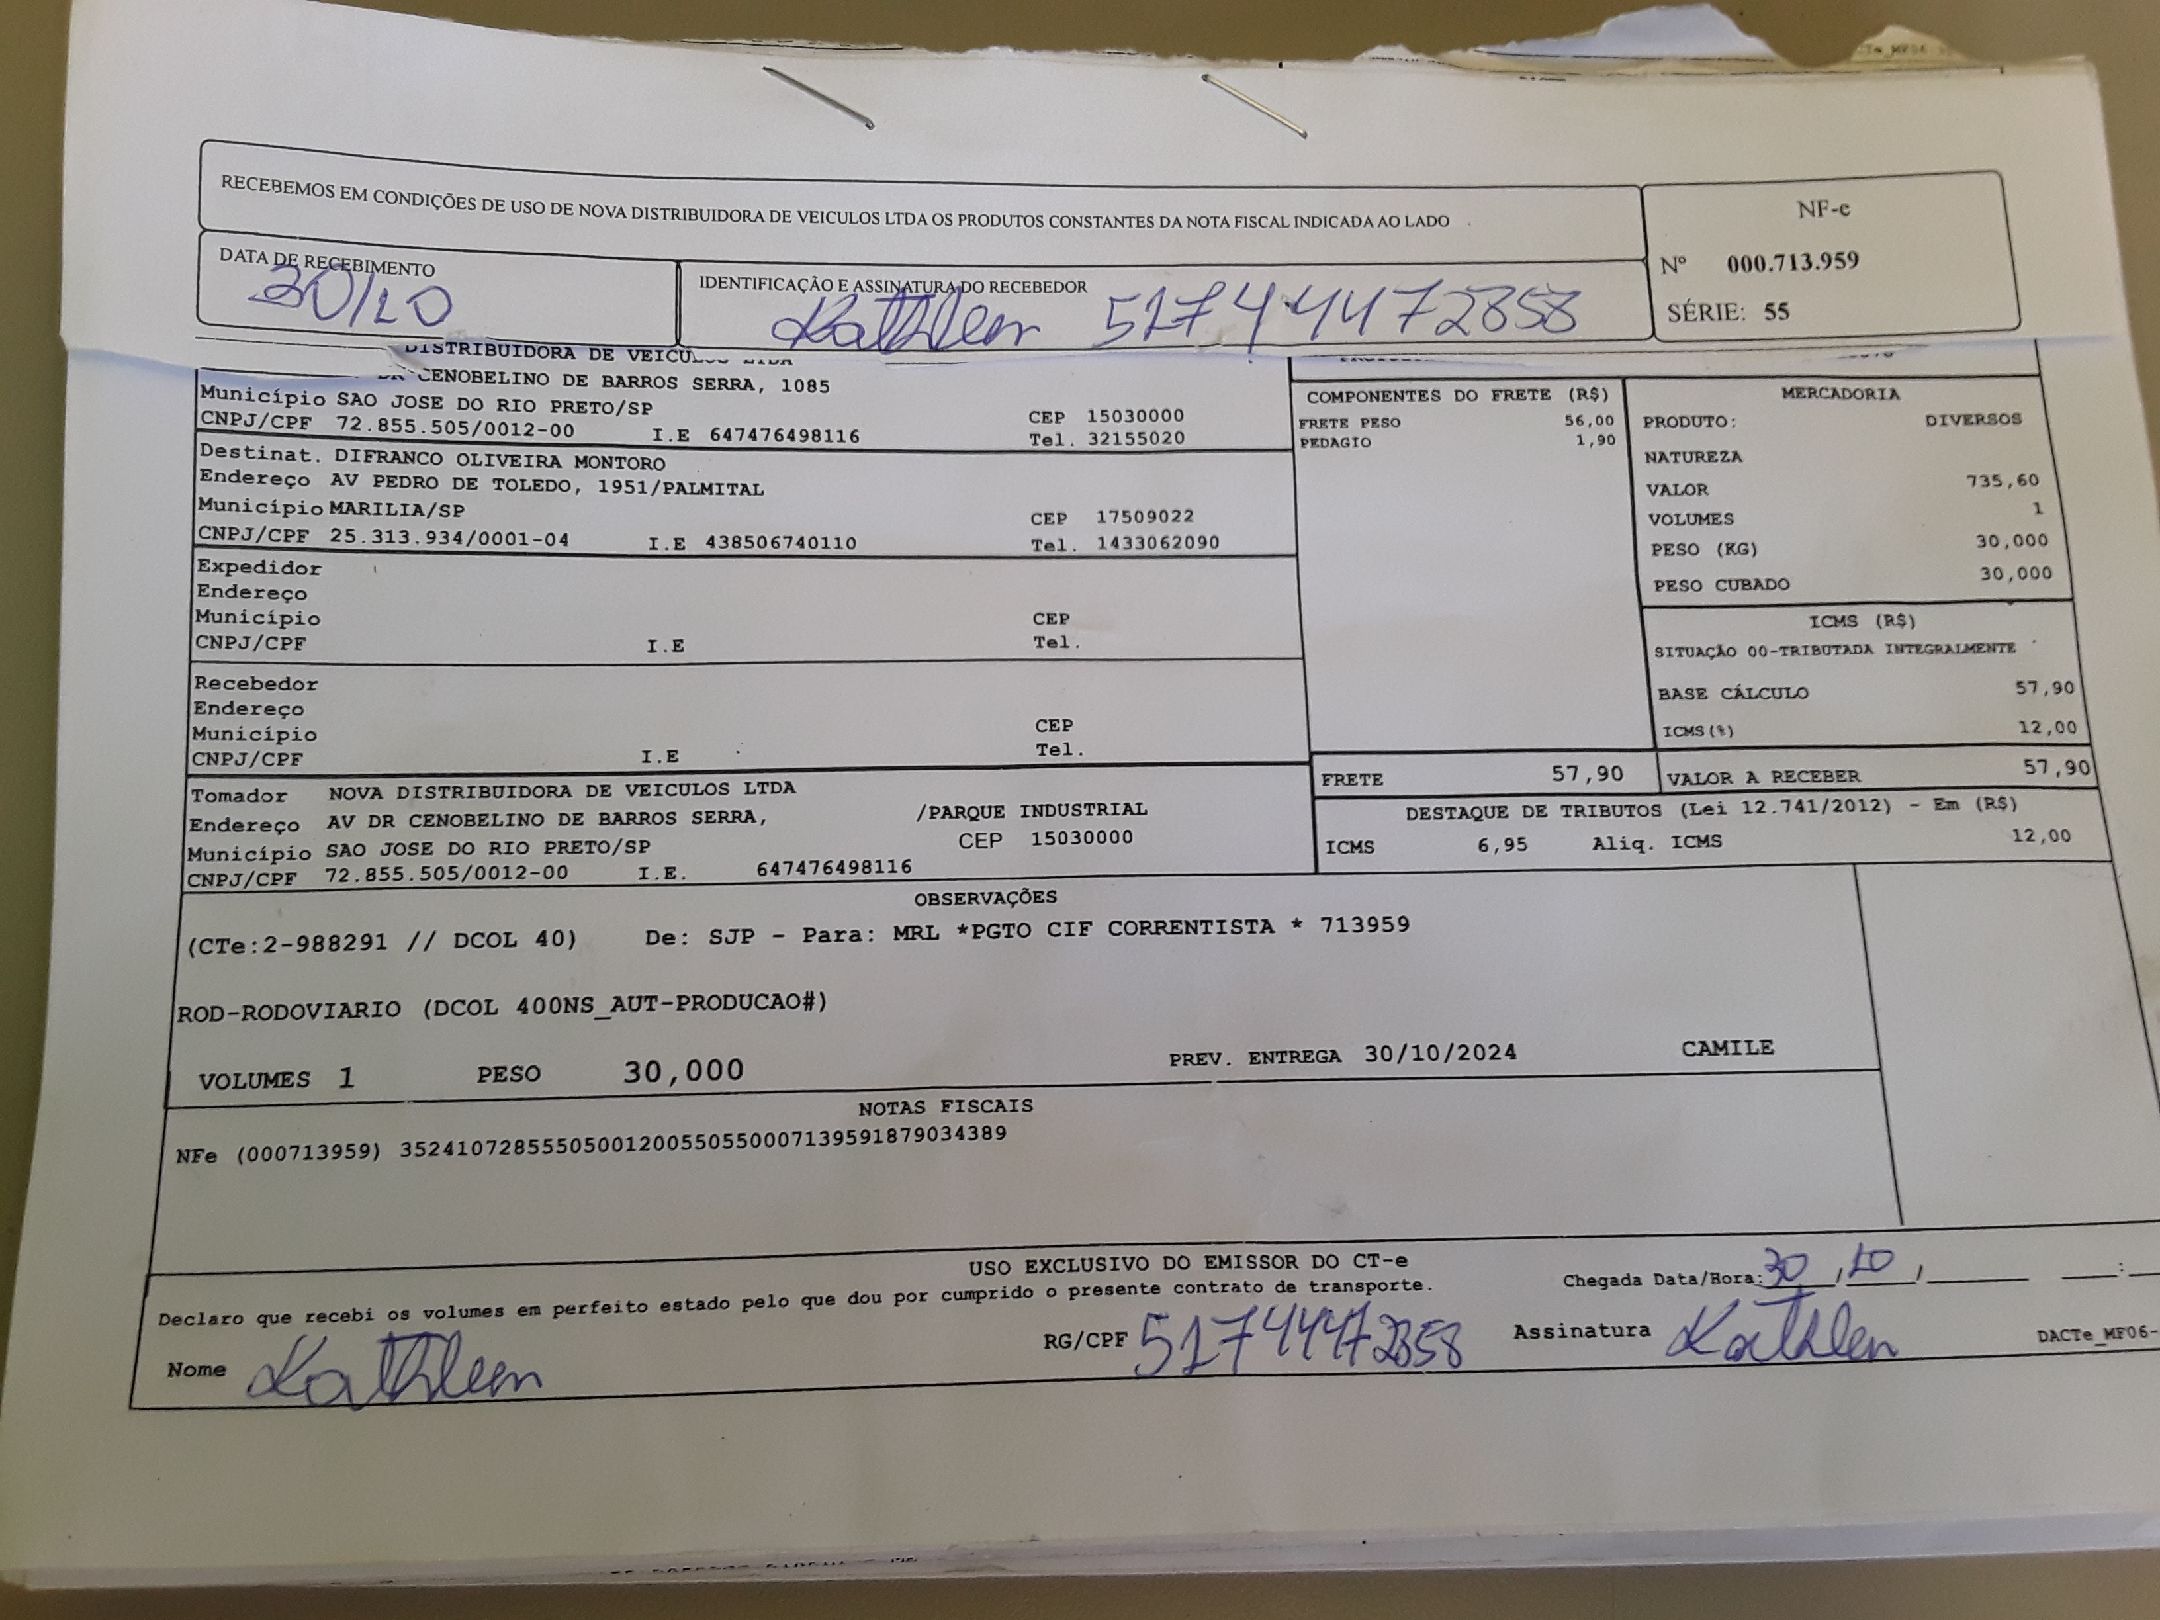 RECEBEMOS EM CONDIÇÕES DE USO DE NOVA DISTRIBUIDORA DE VEICULOS LTDA OS PRODUTOS CONSTANTES DA NOTA FISCAL INDICADA AO LADO
NF-e
Nº 000.713.959
SÉRIE: 55
DATA DE RECEBIMENTO
30/10
IDENTIFICAÇÃO E ASSINATURA DO RECEBEDOR
Kathleen 51744472858
DISTRIBUIDORA DE VEICULOS LTDA
DR CENOBELINO DE BARROS SERRA, 1085
Município SAO JOSE DO RIO PRETO/SP CEP 15030000
CNPJ/CPF 72.855.505/0012-00 I.E 647476498116 Tel. 32155020
Destinat. DIFRANCO OLIVEIRA MONTORO
Endereço AV PEDRO DE TOLEDO, 1951/PALMITAL
Município MARILIA/SP CEP 17509022
CNPJ/CPF 25.313.934/0001-04 I.E 438506740110 Tel. 1433062090
Expedidor
Endereço
Município CEP
CNPJ/CPF I.E Tel.
Recebedor
Endereço
Município CEP
CNPJ/CPF I.E Tel.
Tomador NOVA DISTRIBUIDORA DE VEICULOS LTDA
Endereço AV DR CENOBELINO DE BARROS SERRA, /PARQUE INDUSTRIAL
Município SAO JOSE DO RIO PRETO/SP CEP 15030000
CNPJ/CPF 72.855.505/0012-00 I.E. 647476498116
COMPONENTES DO FRETE (R$)
FRETE PESO 56,00
PEDAGIO 1,90
MERCADORIA
PRODUTO: DIVERSOS
NATUREZA
VALOR 735,60
VOLUMES 1
PESO (KG) 30,000
PESO CUBADO 30,000
ICMS (R$)
SITUAÇÃO 00-TRIBUTADA INTEGRALMENTE
BASE CÁLCULO 57,90
ICMS(%) 12,00
FRETE 57,90 VALOR A RECEBER 57,90
DESTAQUE DE TRIBUTOS (Lei 12.741/2012) - Em (R$)
ICMS 6,95 Aliq. ICMS 12,00
OBSERVAÇÕES
(CTe:2-988291 // DCOL 40) De: SJP - Para: MRL *PGTO CIF CORRENTISTA * 713959
ROD-RODOVIARIO (DCOL 400NS_AUT-PRODUCAO#)
VOLUMES 1 PESO 30,000 PREV. ENTREGA 30/10/2024 CAMILE
NOTAS FISCAIS
NFe (000713959) 35241072855505001200550550007139591879034389
USO EXCLUSIVO DO EMISSOR DO CT-e
Declaro que recebi os volumes em perfeito estado pelo que dou por cumprido o presente contrato de transporte.
Chegada Data/Hora: 30/10/ :
Nome Kathleen RG/CPF 51744472858 Assinatura Kathleen
DACTe_MF06-